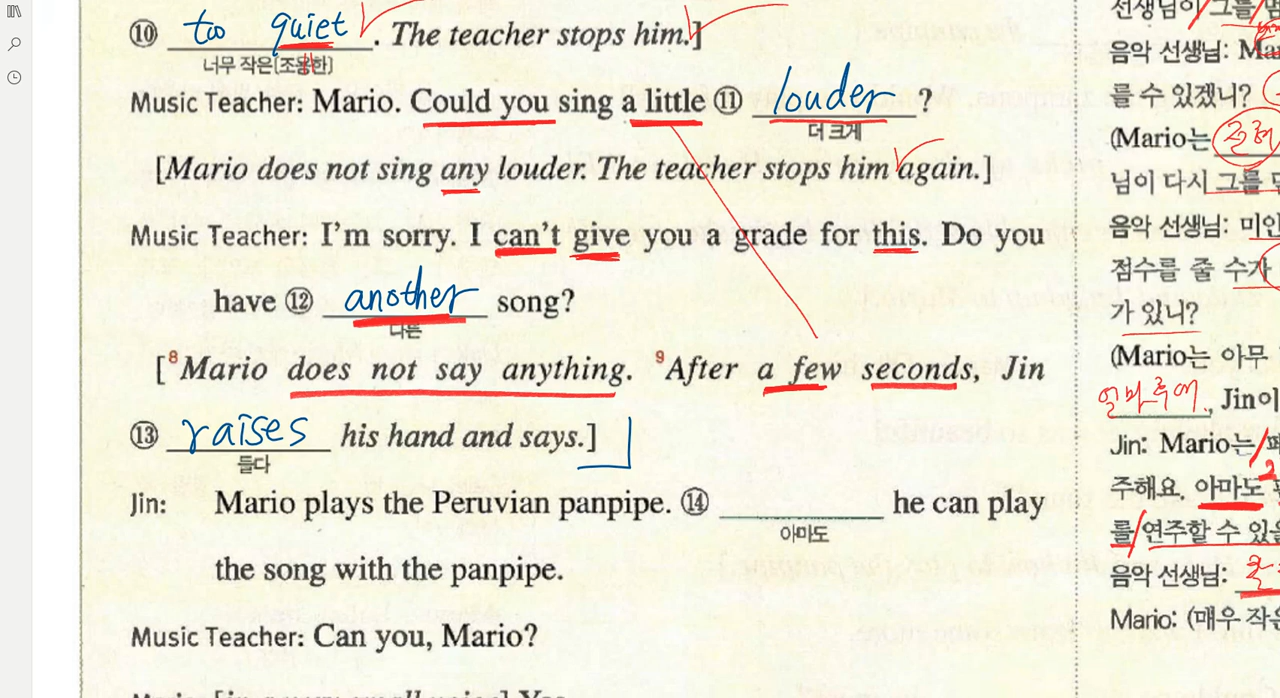 ⑩ too quiet. The teacher stops him.]
너무 작은(조용한)
Music Teacher: Mario. Could you sing a little ⑪ louder ?
더 크게
[Mario does not sing any louder. The teacher stops him again.]
Music Teacher: I'm sorry. I can't give you a grade for this. Do you
have ⑫ another song?
다른
[8Mario does not say anything. 9After a few seconds, Jin
⑬ raises his hand and says.]
들다
Jin: Mario plays the Peruvian panpipe. ⑭ he can play
아마도
the song with the panpipe.
Music Teacher: Can you, Mario?
선생님이 그를
음악 선생님:
를 수 있겠니?
(Mario는
님이 다시 그를
음악 선생님: 미안
점수를 줄 수가
가 있니?
(Mario는 아무
얼마후에, Jin이
Jin: Mario는
주해요. 아마도
를 연주할 수 있을
음악 선생님:
Mario: (매우 작은